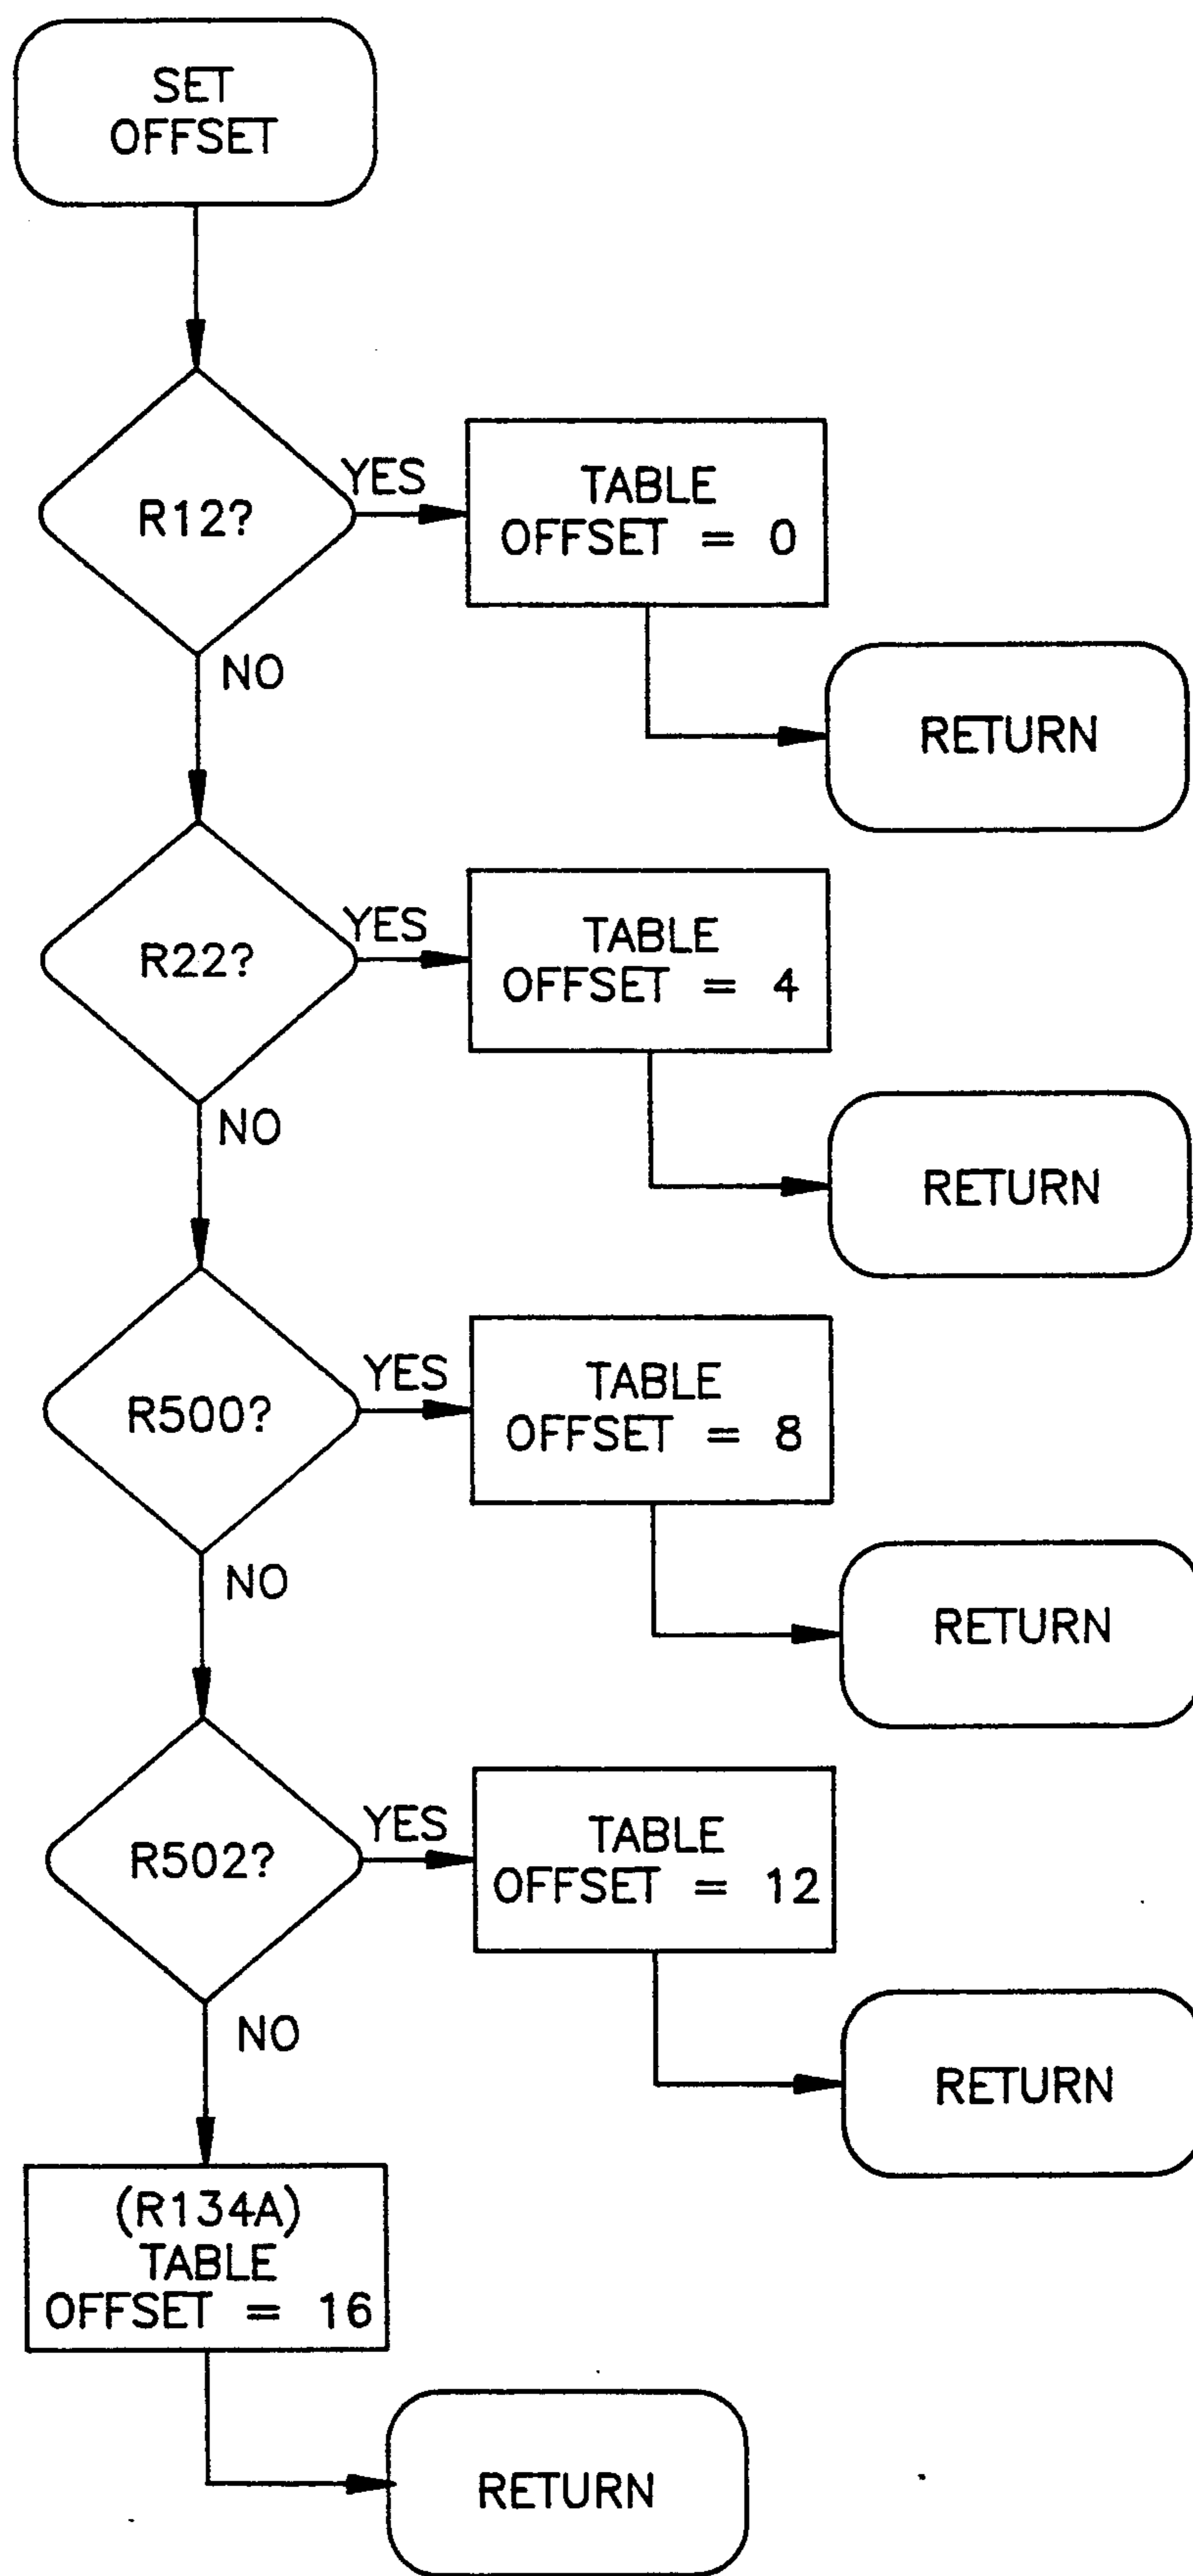 SET
OFFSET
R12?
YES
TABLE
OFFSET = 0
NO
RETURN
R22?
YES
TABLE
OFFSET = 4
NO
RETURN
R500?
YES
TABLE
OFFSET = 8
NO
RETURN
R502?
YES
TABLE
OFFSET = 12
NO
RETURN
(R134A)
TABLE
OFFSET = 16
RETURN